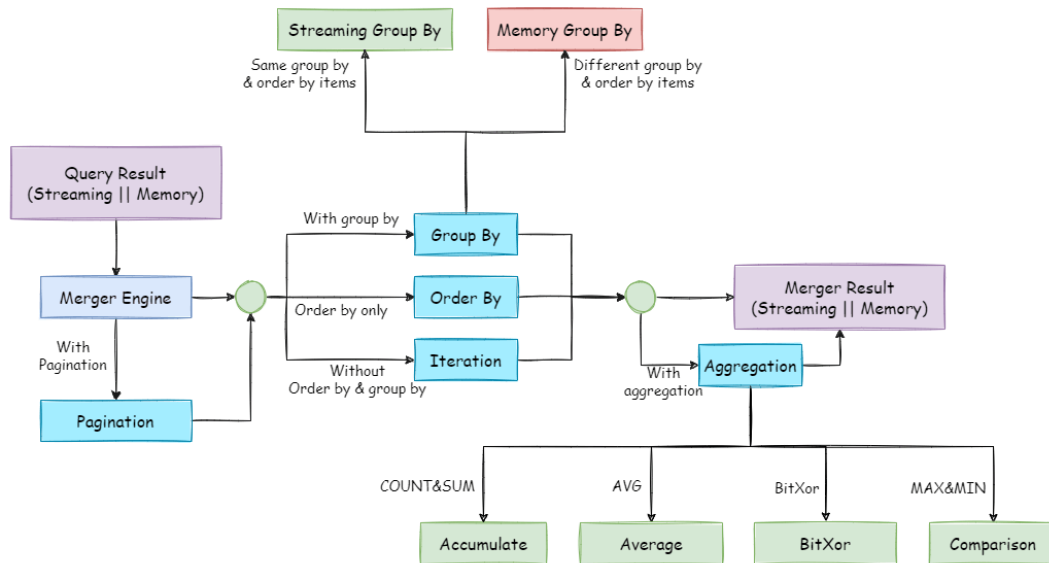 Streaming Group By
Memory Group By
Same group by
& order by items
Different group by
& order by items
Query Result
(Streaming || Memory)
With group by
Group By
Merger Engine
Order by only
Order By
Merger Result
(Streaming || Memory)
With
Pagination
Without
Order by & group by
Iteration
With
aggregation
Aggregation
Pagination
COUNT&SUM
AVG
BitXor
MAX&MIN
Accumulate
Average
BitXor
Comparison